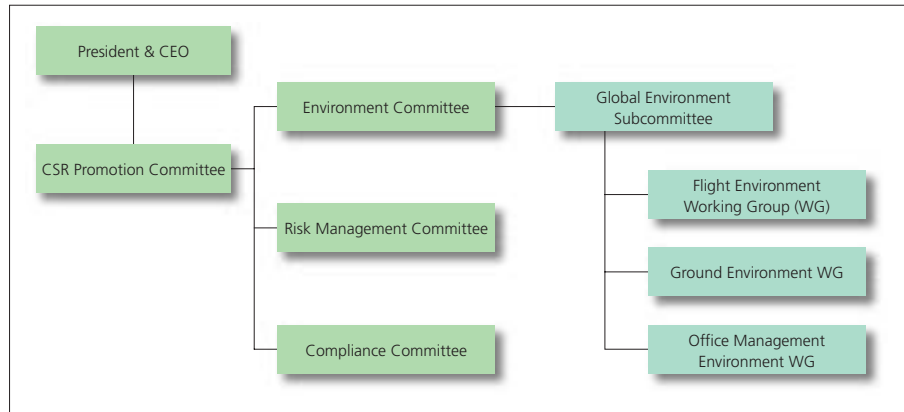 President & CEO
CSR Promotion Committee
Environment Committee
Risk Management Committee
Compliance Committee
Global Environment
Subcommittee
Flight Environment
Working Group (WG)
Ground Environment WG
Office Management
Environment WG